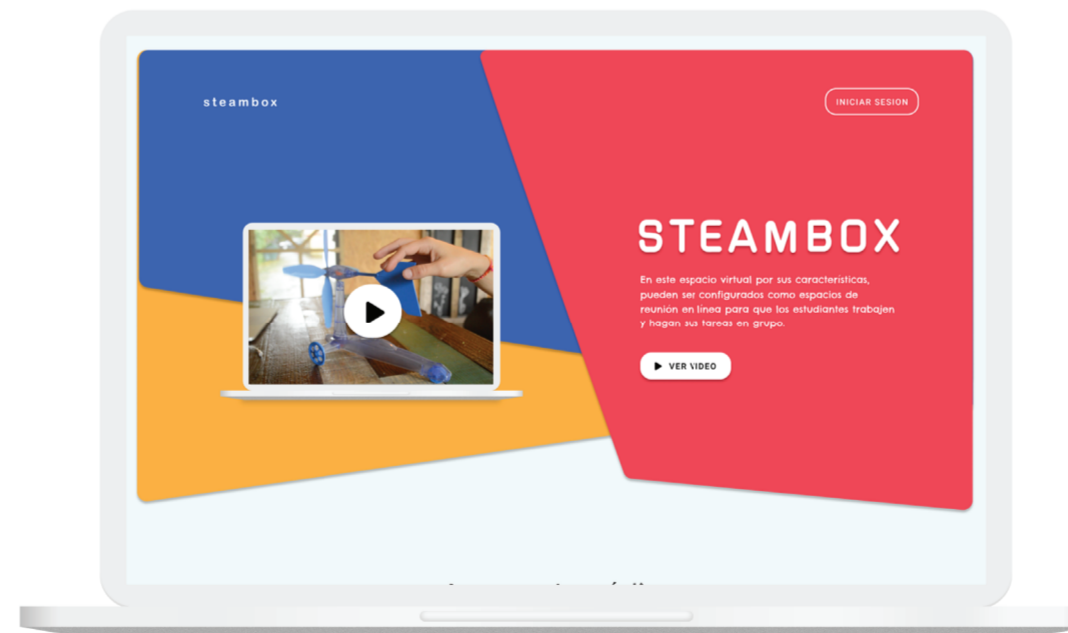 steambox
INICIAR SESION
STEAMBOX
En este espacio virtual por sus caracteristicas,
pueden ser configurados como espacios de
reunión en linea para que los estudiantes trabajen
y hagan sus tareas en grupo.
VER VIDEO